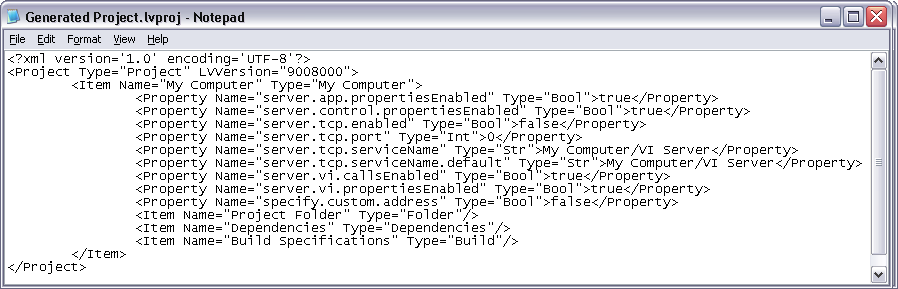 Generated Project.lvproj - Notepad
File Edit Format View Help
<?xml version='1.0' encoding='UTF-8'?>
<Project Type="Project" LVVersion="9008000">
<Item Name="My Computer" Type="My Computer">
<Property Name="server.app.propertiesEnabled" Type="Bool">true</Property>
<Property Name="server.control.propertiesEnabled" Type="Bool">true</Property>
<Property Name="server.tcp.enabled" Type="Bool">false</Property>
<Property Name="server.tcp.port" Type="Int">0</Property>
<Property Name="server.tcp.serviceName" Type="Str">My Computer/VI Server</Property>
<Property Name="server.tcp.serviceName.default" Type="Str">My Computer/VI Server</Property>
<Property Name="server.vi.callsEnabled" Type="Bool">true</Property>
<Property Name="server.vi.propertiesEnabled" Type="Bool">true</Property>
<Property Name="specify.custom.address" Type="Bool">false</Property>
<Item Name="Project Folder" Type="Folder"/>
<Item Name="Dependencies" Type="Dependencies"/>
<Item Name="Build Specifications" Type="Build"/>
</Item>
</Project>